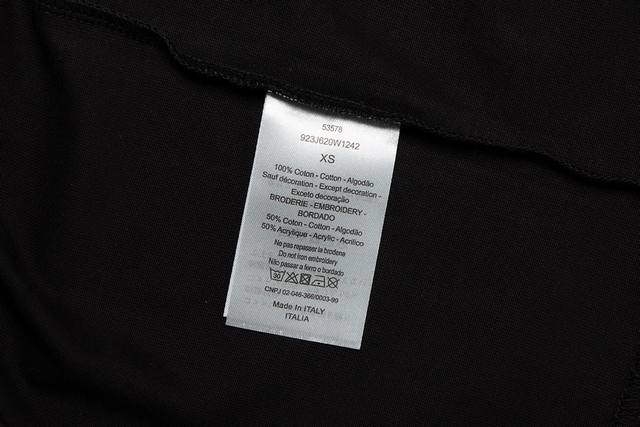 53578
923J620W1242
XS
100% Coton - Cotton - Algodão
Sauf décoration - Except decoration -
Exceto decoração
BRODERIE - EMBROIDERY -
BORDADO
50% Coton - Cotton - Algodão
50% Acrylique - Acrylic - Acrílico
Ne pas repasser la broderie
Do not iron embroidery
Não passar a ferro o bordado
30
CNPJ 02-046-366/0003-99
Made In ITALY
ITALIA